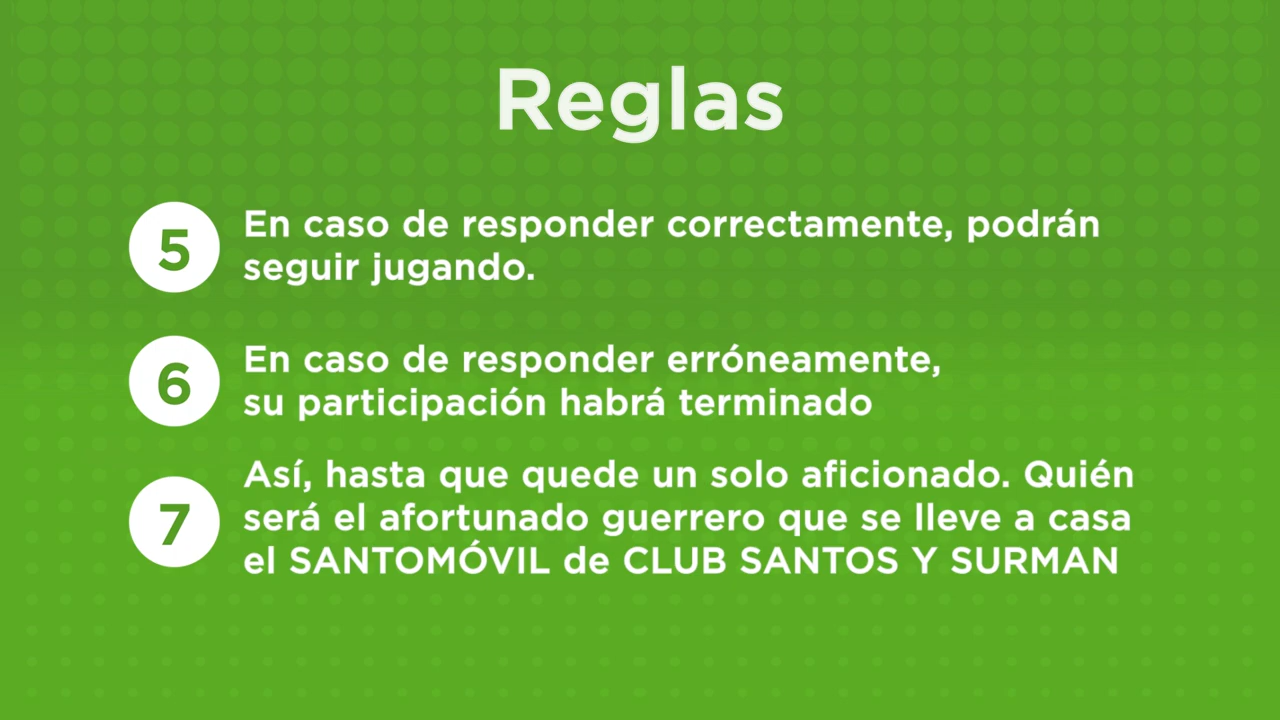 Reglas
5
En caso de responder correctamente, podrán
seguir jugando.
6
En caso de responder erróneamente,
su participación habrá terminado
7
Así, hasta que quede un solo aficionado. Quién
será el afortunado guerrero que se lleve a casa
el SANTOMÓVIL de CLUB SANTOS Y SURMAN